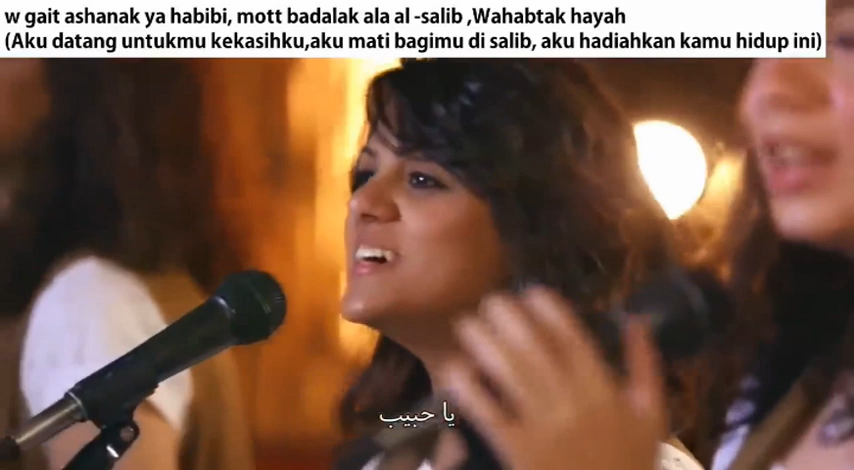 w gait ashanak ya habibi, mott badalak ala al -salib ,Wahabtak hayah
(Aku datang untukmu kekasihku,aku mati bagimu di salib, aku hadiahkan kamu hidup ini)
يا حبيب